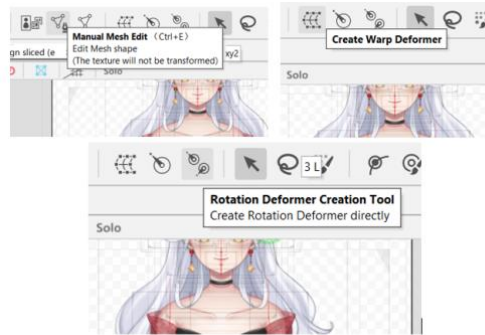 Manual Mesh Edit (Ctrl+E)
Edit Mesh shape
(The texture will not be transformed)
gn sliced (e
xy2
Solo
Create Warp Deformer
Solo
3 L
Rotation Deformer Creation Tool
Create Rotation Deformer directly
Solo